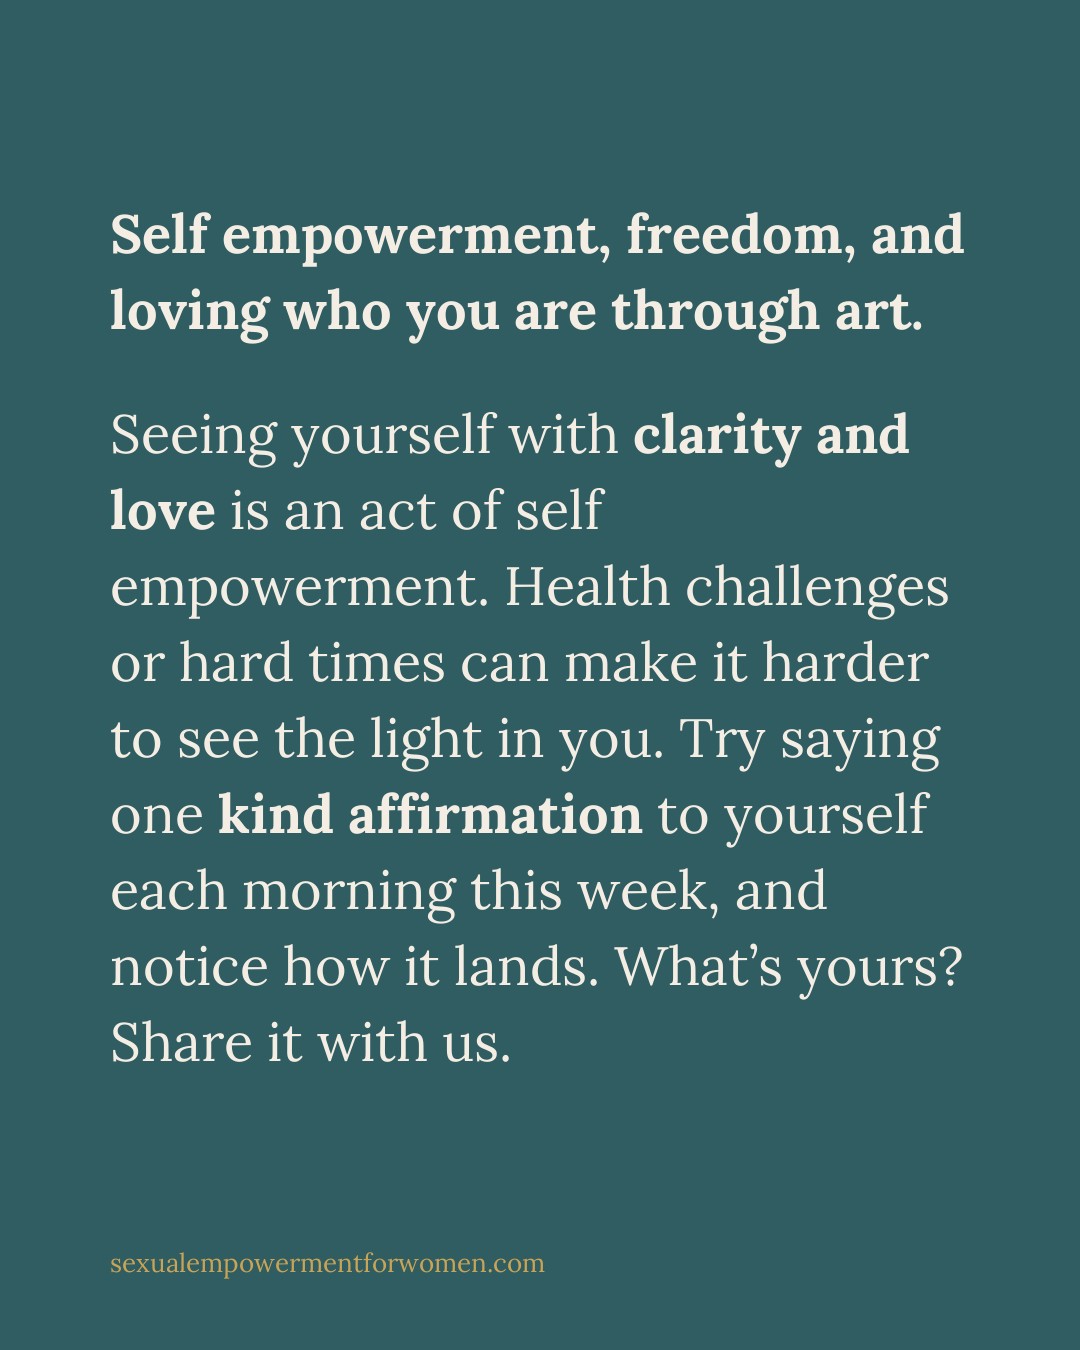 Self empowerment, freedom, and
loving who you are through art.
Seeing yourself with clarity and
love is an act of self
empowerment. Health challenges
or hard times can make it harder
to see the light in you. Try saying
one kind affirmation to yourself
each morning this week, and
notice how it lands. What’s yours?
Share it with us.
sexualempowermentforwomen.com